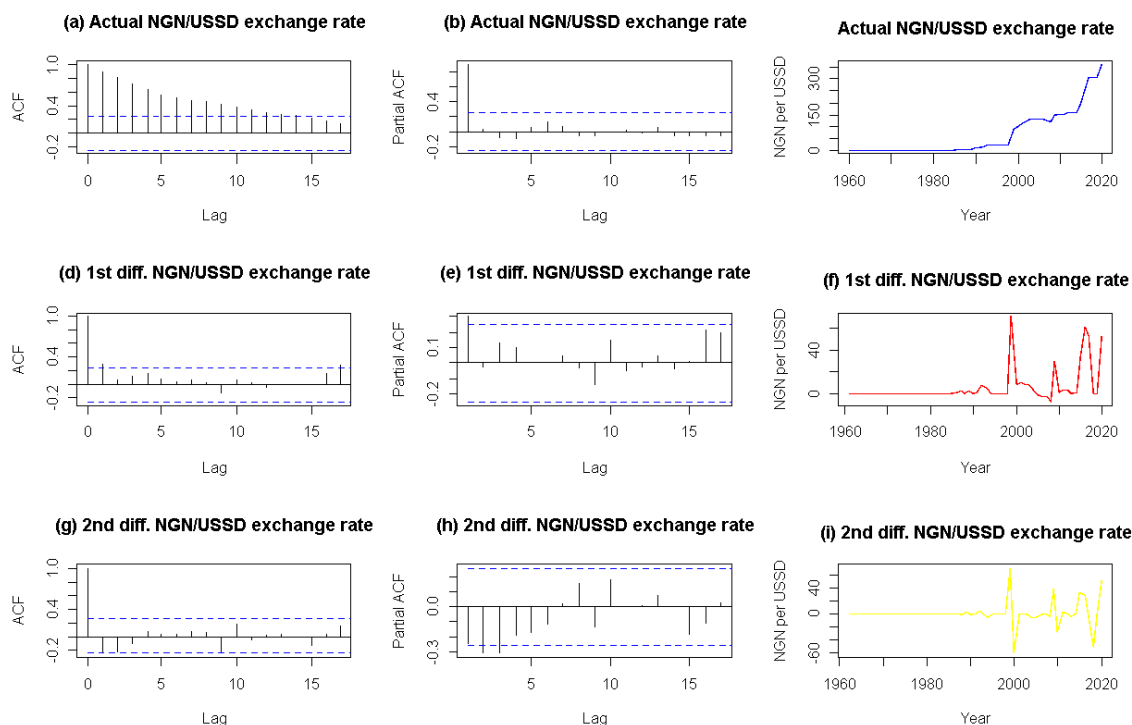 (a) Actual NGN/USSD exchange rate
ACF
-0.2 0.4 1.0
0 5 10 15
Lag
(b) Actual NGN/USSD exchange rate
Partial ACF
-0.2 0.4
5 10 15
Lag
Actual NGN/USSD exchange rate
NGN per USSD
0 150 300
1960 1980 2000 2020
Year
(d) 1st diff. NGN/USSD exchange rate
ACF
-0.2 0.4 1.0
0 5 10 15
Lag
(e) 1st diff. NGN/USSD exchange rate
Partial ACF
-0.2 0.1
5 10 15
Lag
(f) 1st diff. NGN/USSD exchange rate
NGN per USSD
0 40
1960 1980 2000 2020
Year
(g) 2nd diff. NGN/USSD exchange rate
ACF
-0.2 0.4 1.0
0 5 10 15
Lag
(h) 2nd diff. NGN/USSD exchange rate
Partial ACF
-0.3 0.0
5 10 15
Lag
(i) 2nd diff. NGN/USSD exchange rate
NGN per USSD
-60 0 40
1960 1980 2000 2020
Year